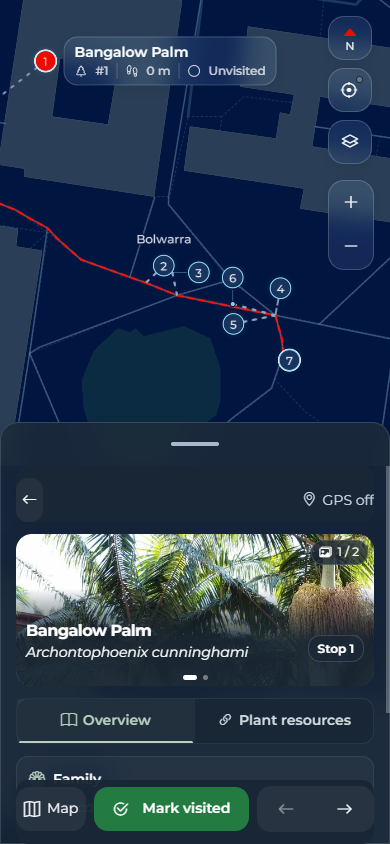 1
Bangalow Palm
#1
0 m
Unvisited
N
Bolwarra
2
3
6
4
5
7
GPS off
1 / 2
Bangalow Palm
Archontophoenix cunninghami
Stop 1
Overview
Plant resources
Family
Map
Mark visited